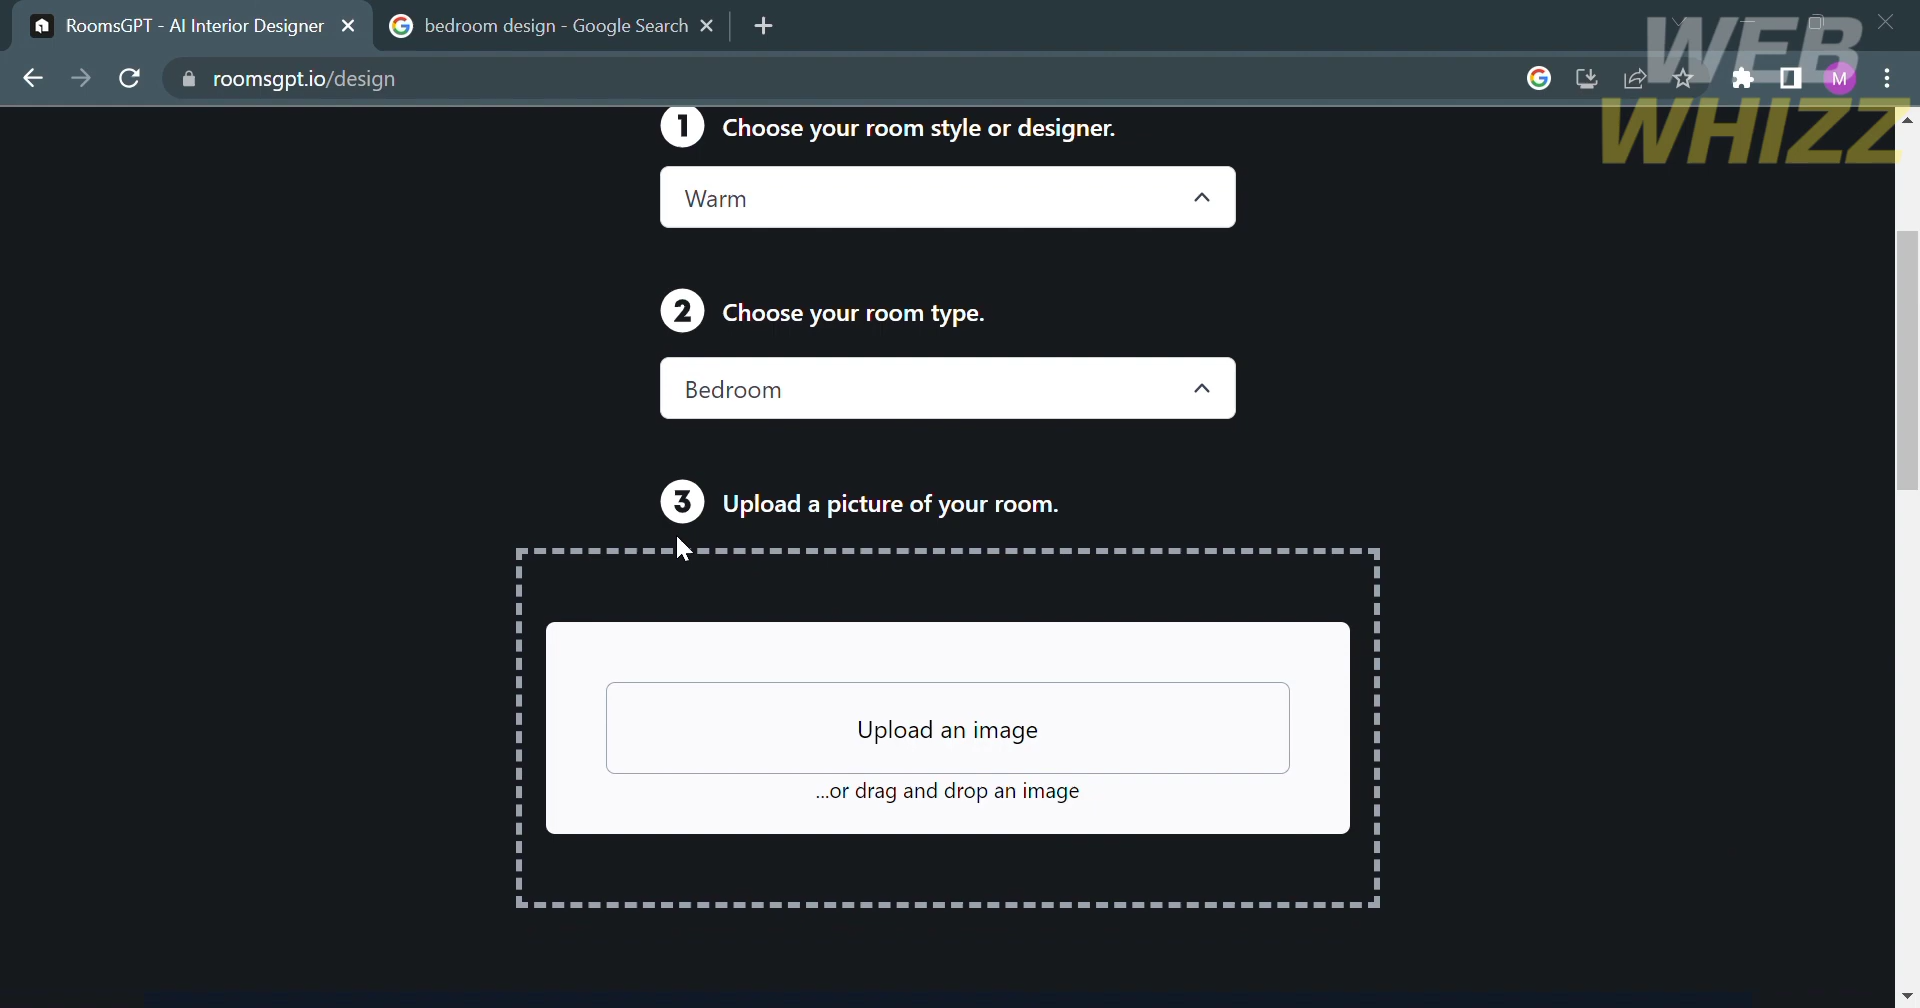 RoomsGPT - AI Interior Designer
bedroom design - Google Search
roomsgpt.io/design
M
WEB
WHIZZ
1 Choose your room style or designer.
Warm
2 Choose your room type.
Bedroom
3 Upload a picture of your room.
Upload an image
...or drag and drop an image